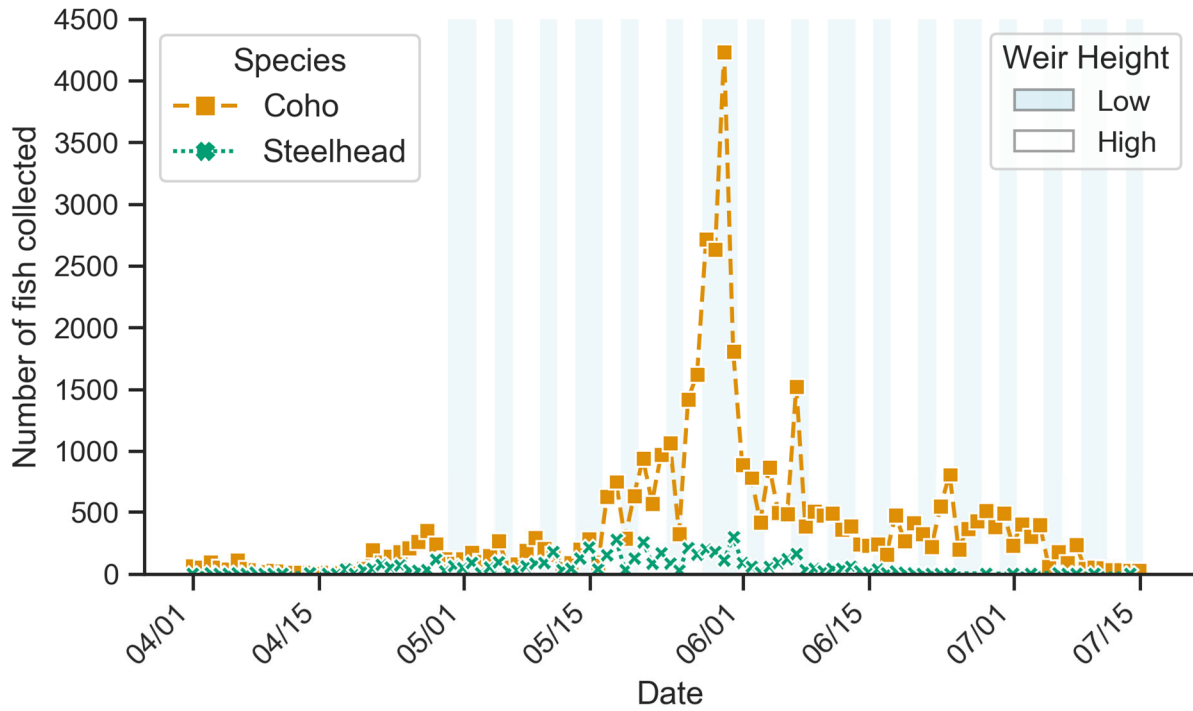 Number of fish collected
4500
4000
3500
3000
2500
2000
1500
1000
500
0
Species
Coho
Steelhead
Weir Height
Low
High
04/01
04/15
05/01
05/15
06/01
06/15
07/01
07/15
Date